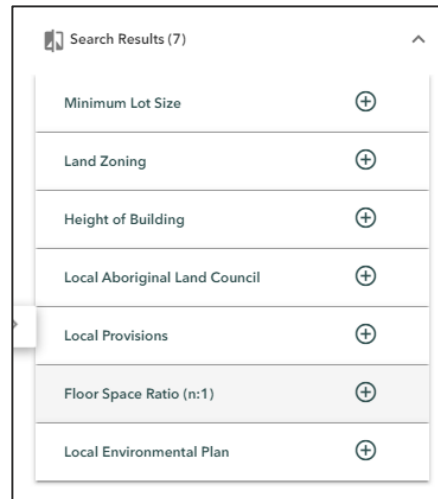 Search Results (7)
Minimum Lot Size
Land Zoning
Height of Building
Local Aboriginal Land Council
Local Provisions
Floor Space Ratio (n:1)
Local Environmental Plan